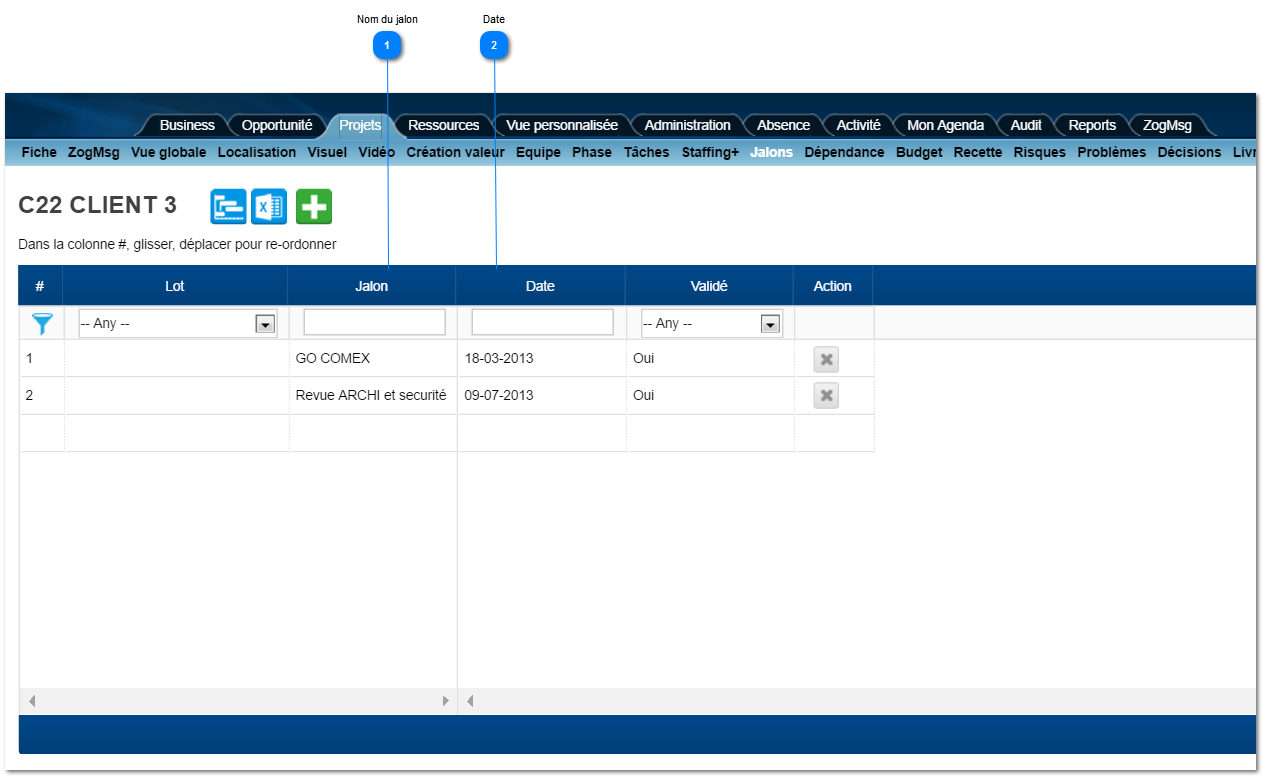 Nom du jalon Date
1 2
Business Opportunité Projets Ressources Vue personnalisée Administration Absence Activité Mon Agenda Audit Reports ZogMsg
Fiche ZogMsg Vue globale Localisation Visuel Vidéo Création valeur Equipe Phase Tâches Staffing+ Jalons Dépendance Budget Recette Risques Problèmes Décisions Livr
C22 CLIENT 3
Dans la colonne #, glisser, déplacer pour re-ordonner
# Lot Jalon Date Validé Action
-- Any -- -- Any --
1 GO COMEX 18-03-2013 Oui
2 Revue ARCHI et securité 09-07-2013 Oui